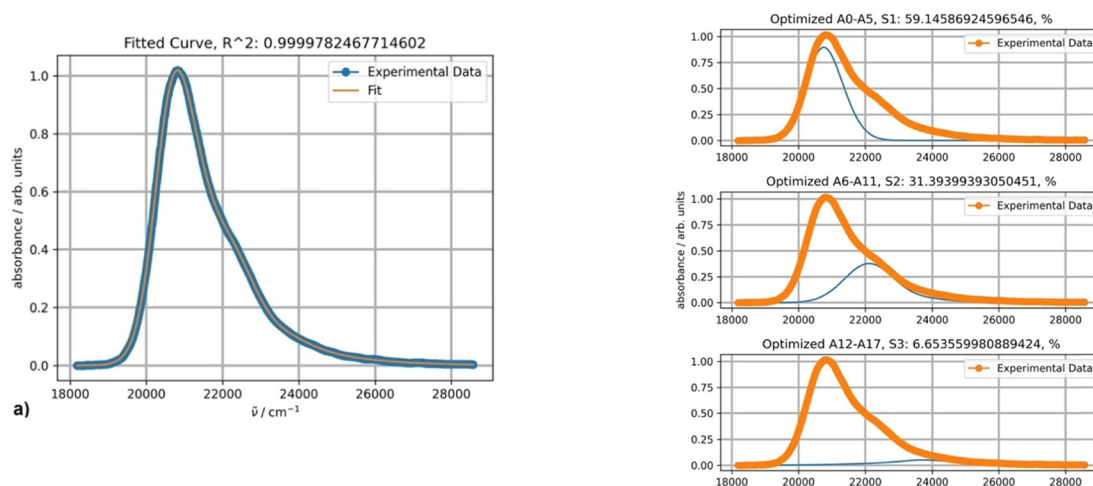 Fitted Curve, R^2: 0.9999782467714602
Experimental Data
Fit
absorbance / arb. units
1.0
0.8
0.6
0.4
0.2
0.0
18000 20000 22000 24000 26000 28000
ṽ / cm⁻¹
a)
Optimized A0-A5, S1: 59.14586924596546, %
Experimental Data
1.00
0.75
0.50
0.25
0.00
18000 20000 22000 24000 26000 28000
Optimized A6-A11, S2: 31.39399393050451, %
Experimental Data
absorbance / arb. units
1.00
0.75
0.50
0.25
0.00
18000 20000 22000 24000 26000 28000
Optimized A12-A17, S3: 6.653559980889424, %
Experimental Data
1.00
0.75
0.50
0.25
0.00
18000 20000 22000 24000 26000 28000